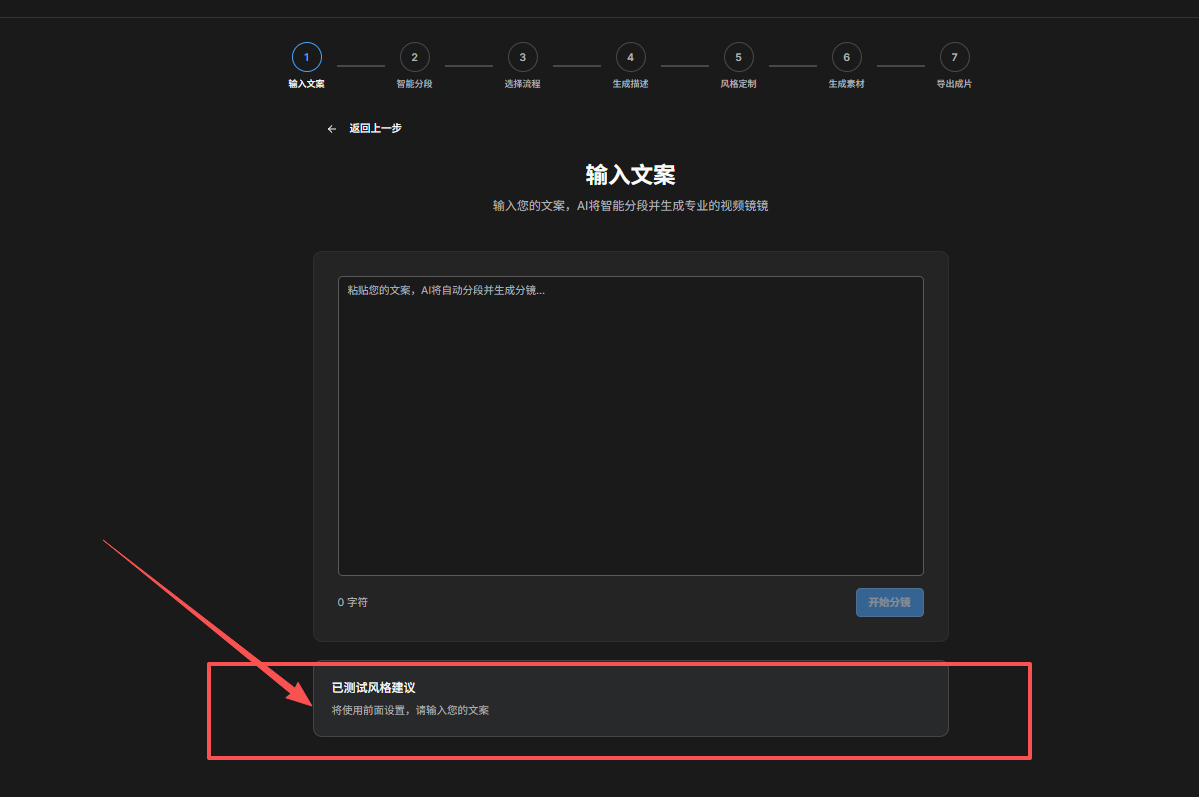 1 2 3 4 5 6 7
输入文案 智能分段 选择流程 生成描述 风格定制 生成素材 导出成片
← 返回上一步
输入文案
输入您的文案，AI将智能分段并生成专业的视频镜镜
粘贴您的文案，AI将自动分段并生成分镜...
0 字符 开始分镜
已测试风格建议
将使用前面设置，请输入您的文案